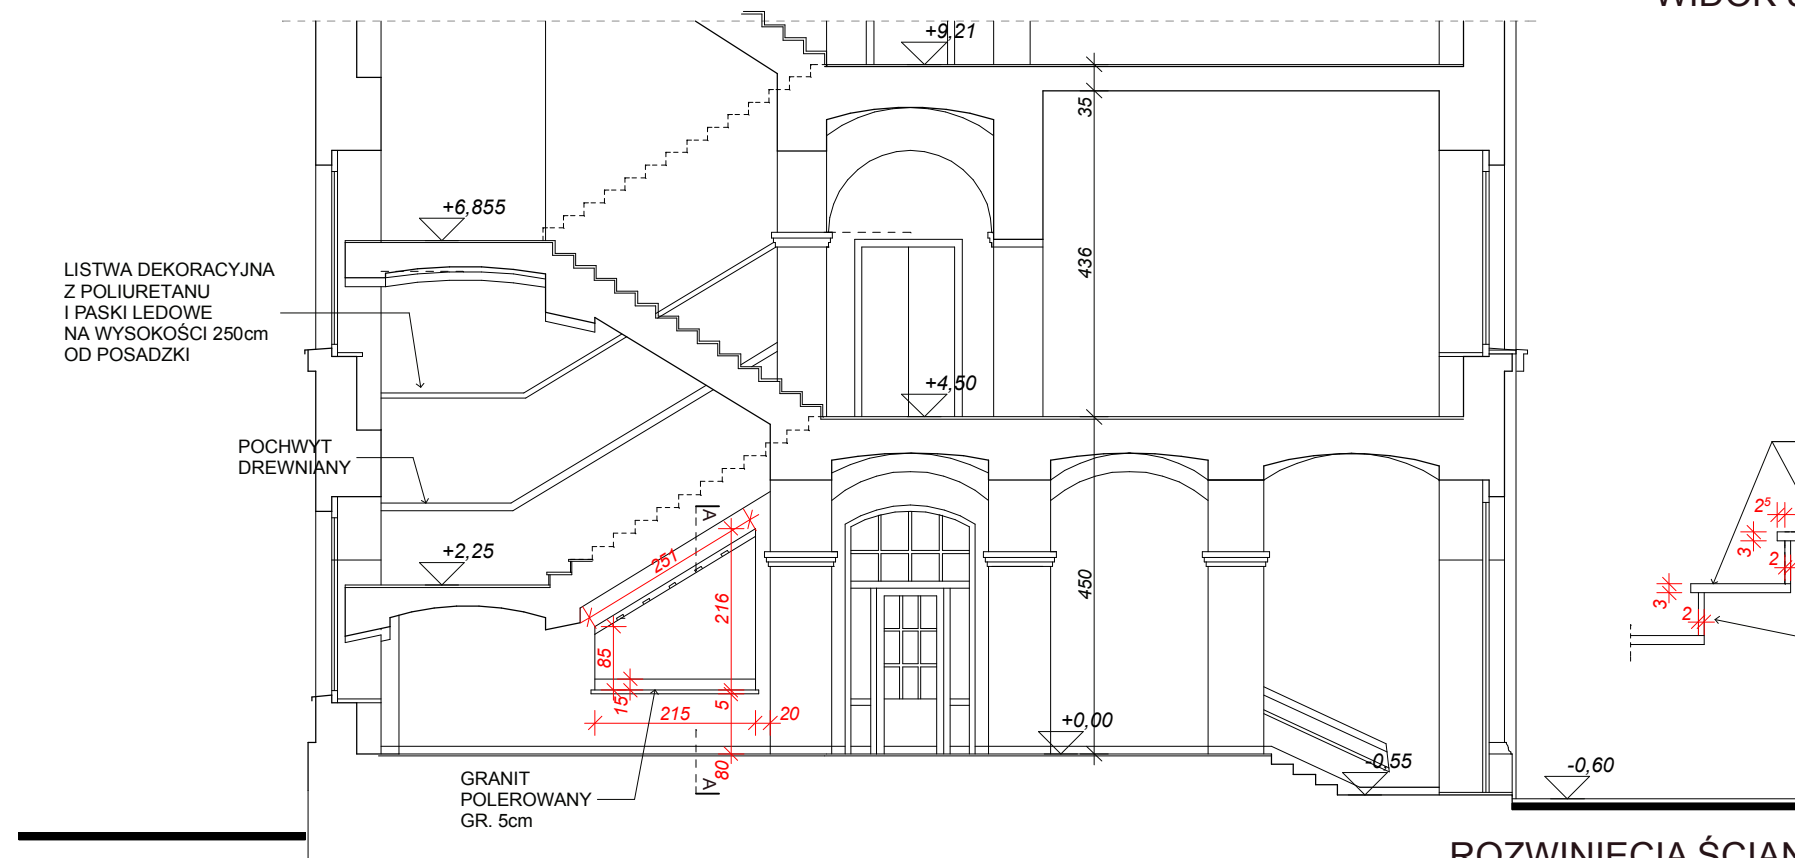 +9,21
35
+6,855
436
LISTWA DEKORACYJNA
Z POLIURETANU
I PASKI LEDOWE
NA WYSOKOŚCI 250cm
OD POSADZKI
+4,50
POCHWYT
DREWNIANY
A
2⁵
3
2
+2,25
251
216
450
3
2
85
15
5
215
20
+0,00
80
-0,55
-0,60
A
GRANIT
POLEROWANY
GR. 5cm
ROZWINIĘCIA ŚCIAN